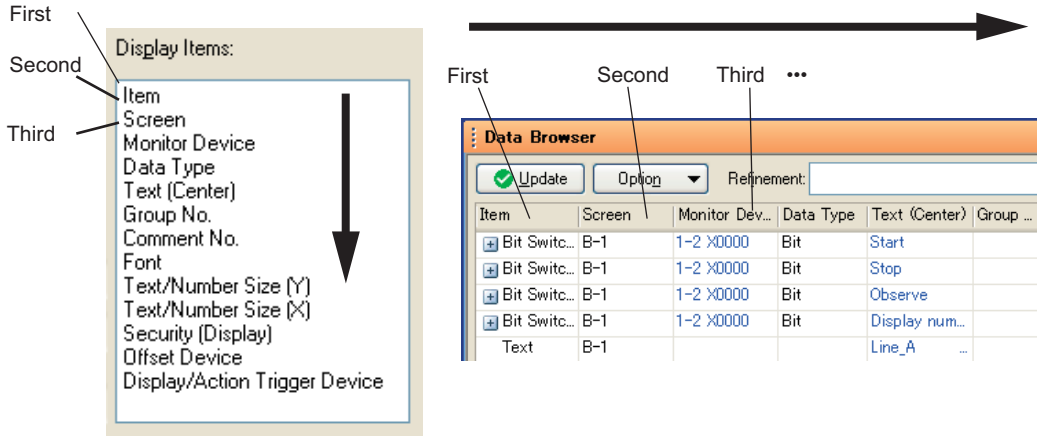 First
Second
Third
Display Items:
Item
Screen
Monitor Device
Data Type
Text (Center)
Group No.
Comment No.
Font
Text/Number Size (Y)
Text/Number Size (X)
Security (Display)
Offset Device
Display/Action Trigger Device
First Second Third •••
Data Browser
Update Option Refinement:
Item Screen Monitor Dev... Data Type Text (Center) Group ...
Bit Switc... B-1 1-2 X0000 Bit Start
Bit Switc... B-1 1-2 X0000 Bit Stop
Bit Switc... B-1 1-2 X0000 Bit Observe
Bit Switc... B-1 1-2 X0000 Bit Display num...
Text B-1 Line_A ...